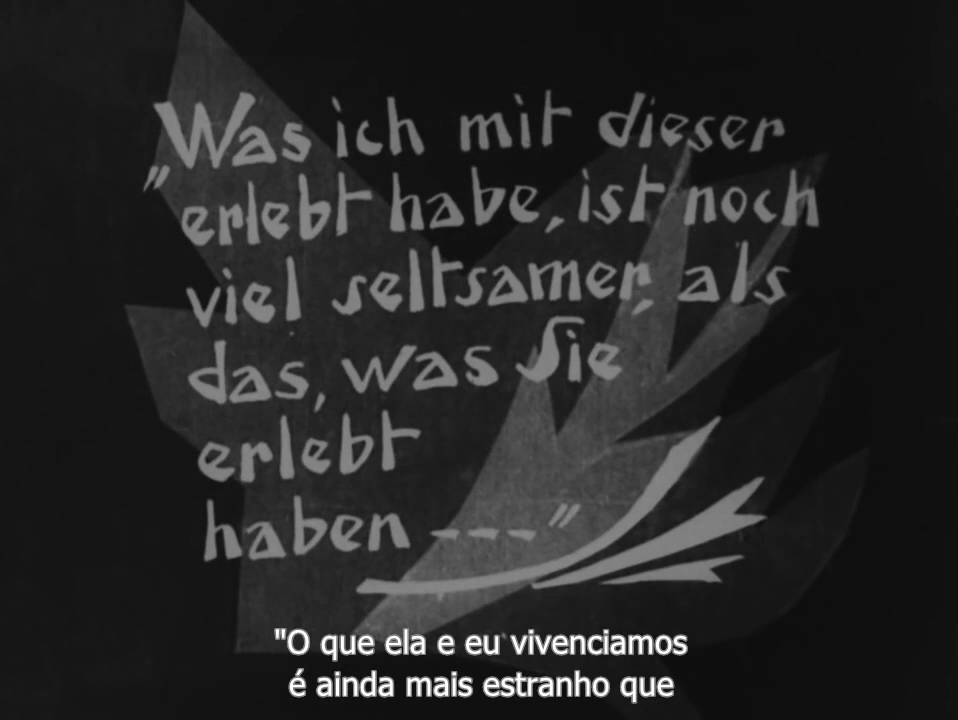 „Was ich mit dieser
erlebt habe, ist noch
viel seltsamer, als
das, was Sie
erlebt
haben - - - "
"O que ela e eu vivenciamos
é ainda mais estranho que